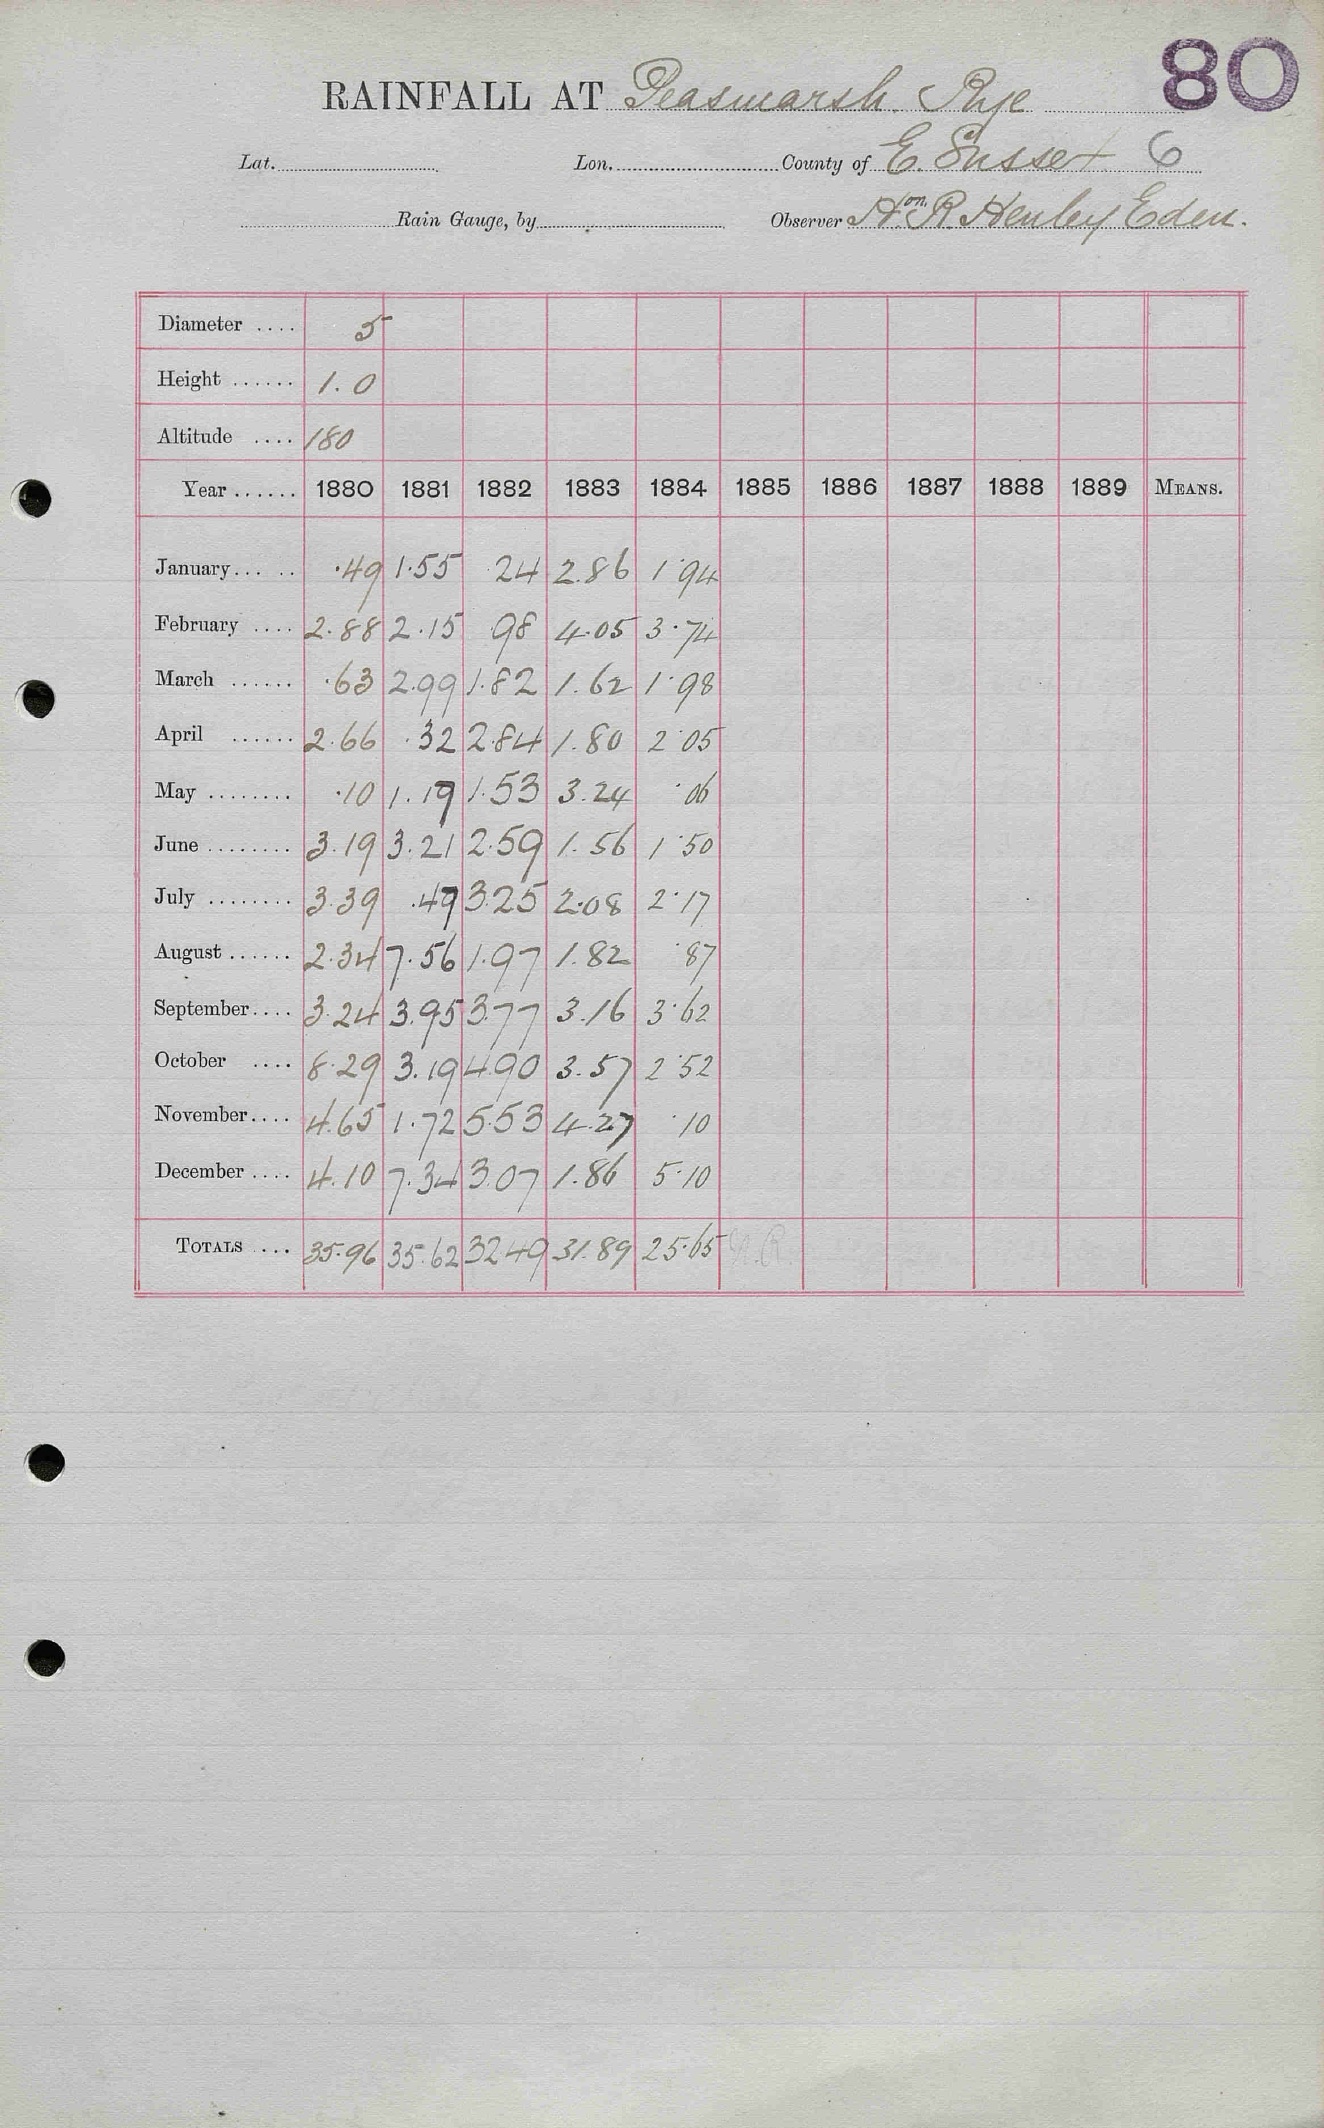 80
RAINFALL AT Peasmarsh. Rye
Lat. Lon. County of E. Sussex 6
Rain Gauge, by Observer Hon. R. Henley Eden.
Diameter .... 5
Height ...... 1.0
Altitude .... 180
Year ...... 1880 1881 1882 1883 1884 1885 1886 1887 1888 1889 MEANS.
January..... .49 1.55 .24 2.86 1.94
February .... 2.88 2.15 .98 4.05 3.74
March ...... .63 2.99 1.82 1.62 1.98
April ...... 2.66 .32 2.84 1.80 2.05
May ........ .10 1.17 1.53 3.24 .06
June ........ 3.19 3.21 2.59 1.56 1.50
July ........ 3.39 .47 3.25 2.08 2.17
August ...... 2.34 7.56 1.97 1.82 .87
September.... 3.24 3.95 3.77 3.16 3.62
October .... 8.29 3.19 4.90 3.57 2.52
November.... 4.65 1.72 5.53 4.27 .10
December .... 4.10 7.34 3.07 1.86 5.10
TOTALS .... 35.96 35.62 32.49 31.89 25.65